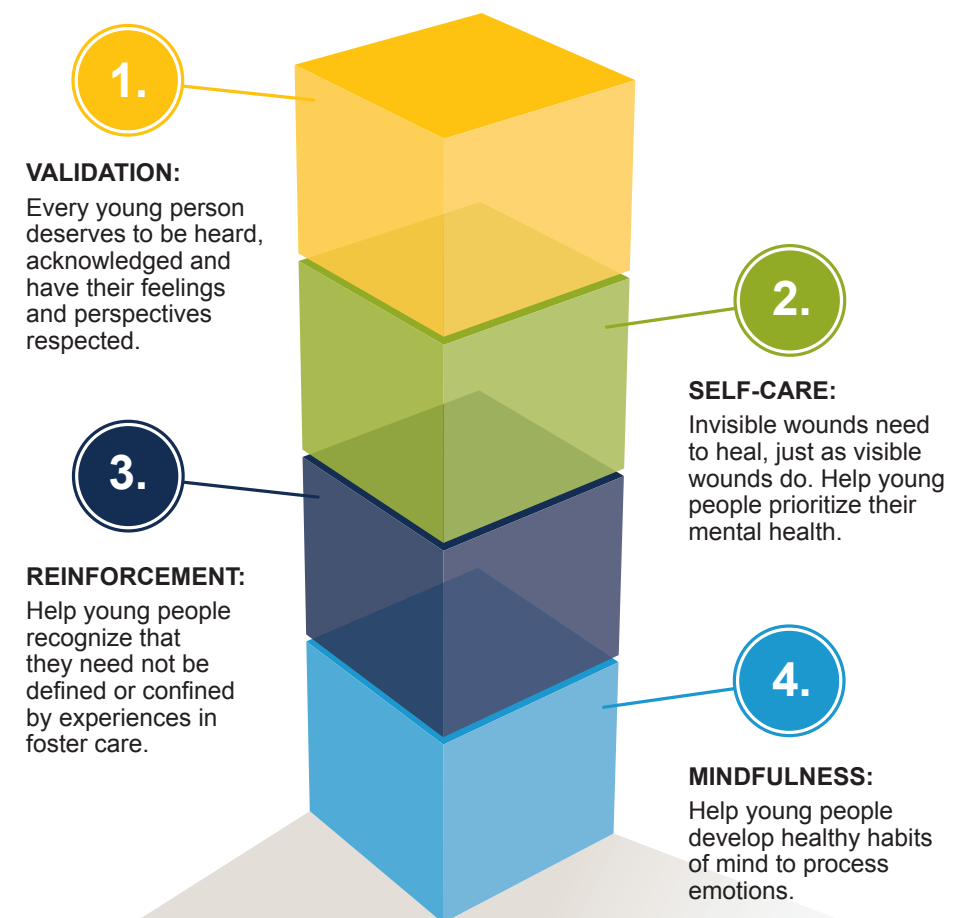 1.
VALIDATION:
Every young person
deserves to be heard,
acknowledged and
have their feelings
and perspectives
respected.
2.
SELF-CARE:
Invisible wounds need
to heal, just as visible
wounds do. Help young
people prioritize their
mental health.
3.
REINFORCEMENT:
Help young people
recognize that
they need not be
defined or confined
by experiences in
foster care.
4.
MINDFULNESS:
Help young people
develop healthy habits
of mind to process
emotions.